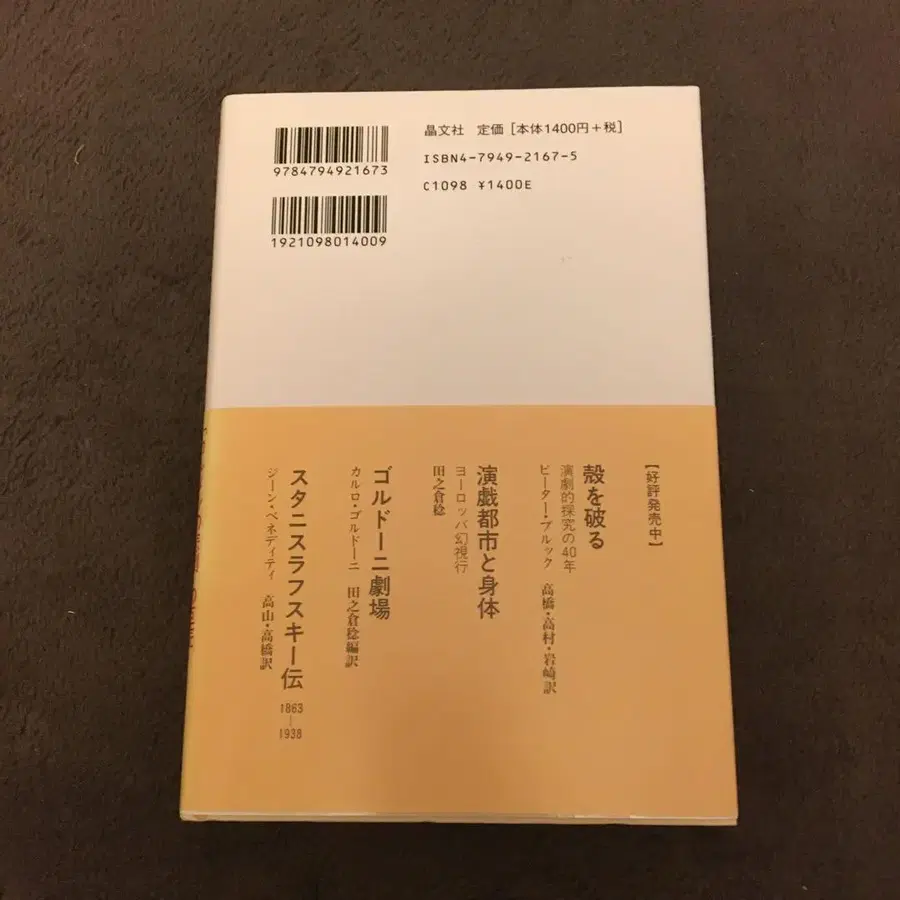 9784794921673
1921098014009
晶文社 定価［本体1400円＋税］
ISBN4-7949-2167-5
C1098 ¥1400E
【好評発売中】
殻を破る
演劇的探究の40年
ピーター・ブルック 高橋・高村・岩崎訳
演戯都市と身体
ヨーロッパ幻視行
田之倉稔
ゴルドーニ劇場
カルロ・ゴルドーニ 田之倉稔編訳
スタニスラフスキー伝 1863–1938
ジーン・ベネディティ 高山・高橋訳